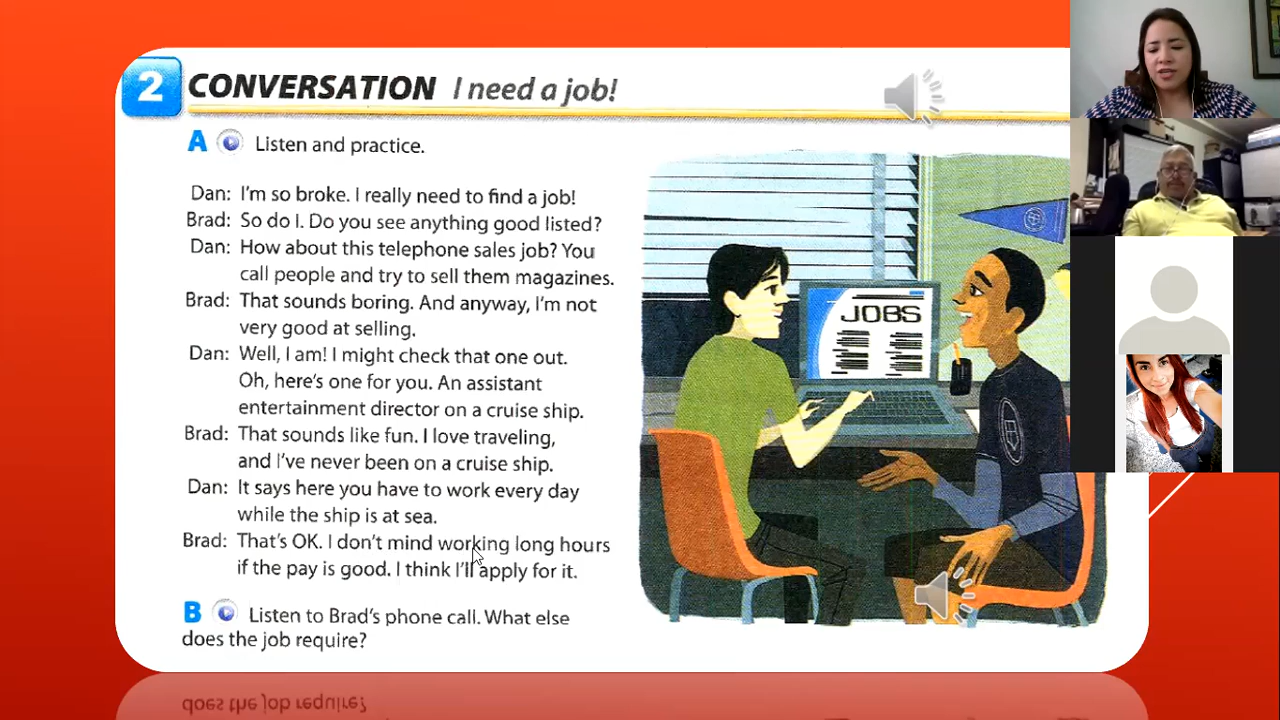 2 CONVERSATION I need a job!
A Listen and practice.
Dan: I'm so broke. I really need to find a job!
Brad: So do I. Do you see anything good listed?
Dan: How about this telephone sales job? You
call people and try to sell them magazines.
Brad: That sounds boring. And anyway, I'm not
very good at selling.
Dan: Well, I am! I might check that one out.
Oh, here's one for you. An assistant
entertainment director on a cruise ship.
Brad: That sounds like fun. I love traveling,
and I've never been on a cruise ship.
Dan: It says here you have to work every day
while the ship is at sea.
Brad: That's OK. I don't mind working long hours
if the pay is good. I think I'll apply for it.
B Listen to Brad's phone call. What else
does the job require?
JOBS
does the job require?